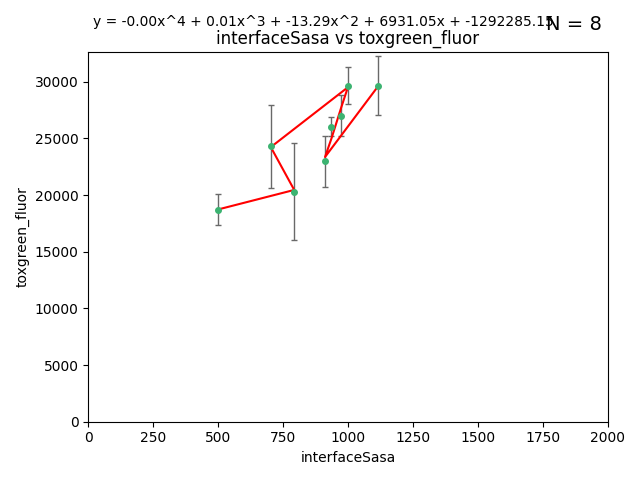 y = -0.00x^4 + 0.01x^3 + -13.29x^2 + 6931.05x + -1292285.15
N = 8
interfaceSasa vs toxgreen_fluor
30000
25000
20000
15000
10000
5000
0
toxgreen_fluor
0 250 500 750 1000 1250 1500 1750 2000
interfaceSasa